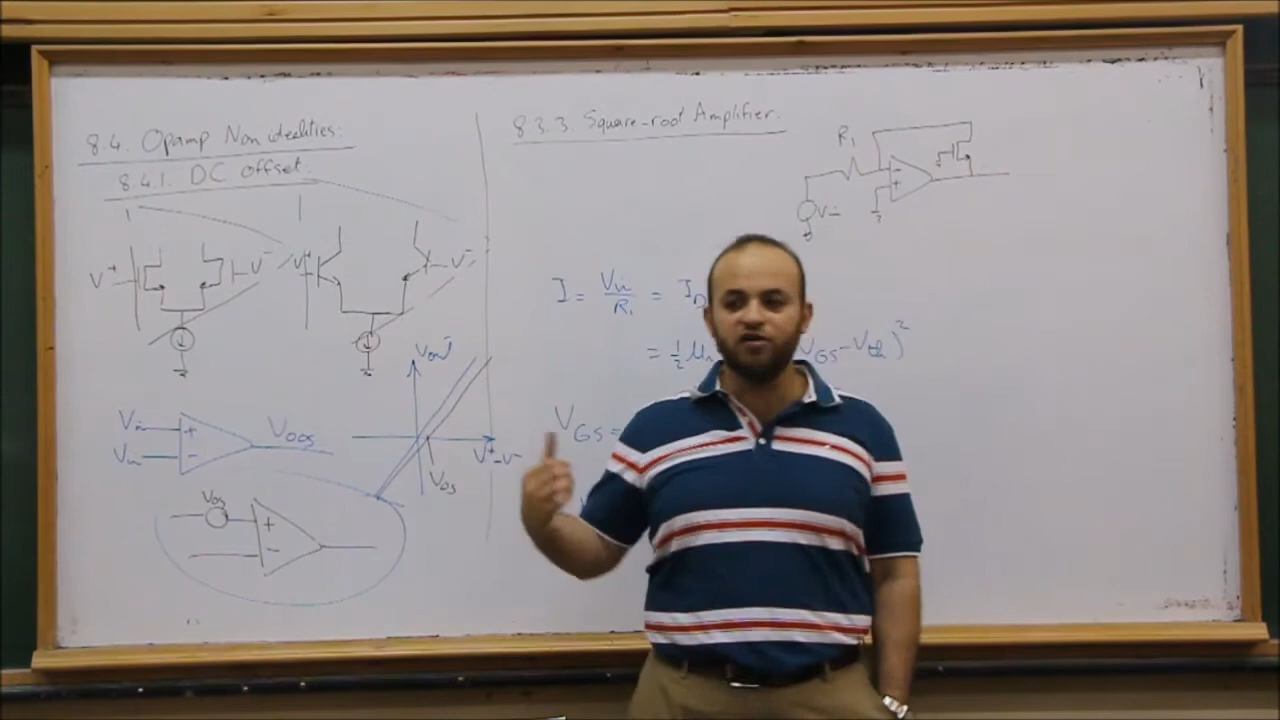 8.4. Opamp Non idealities:
8.4.1. DC offset.
V+
V-
V+
V-
Vout
Vin
Vin
+
-
Voos
V+-V-
Vos
Vos
+
-
8.3.3. Square-root Amplifier.
R1
-
+
Vin
I = Vin/R1 = ID
= 1/2 μn VGS-Vth)²
VGS =